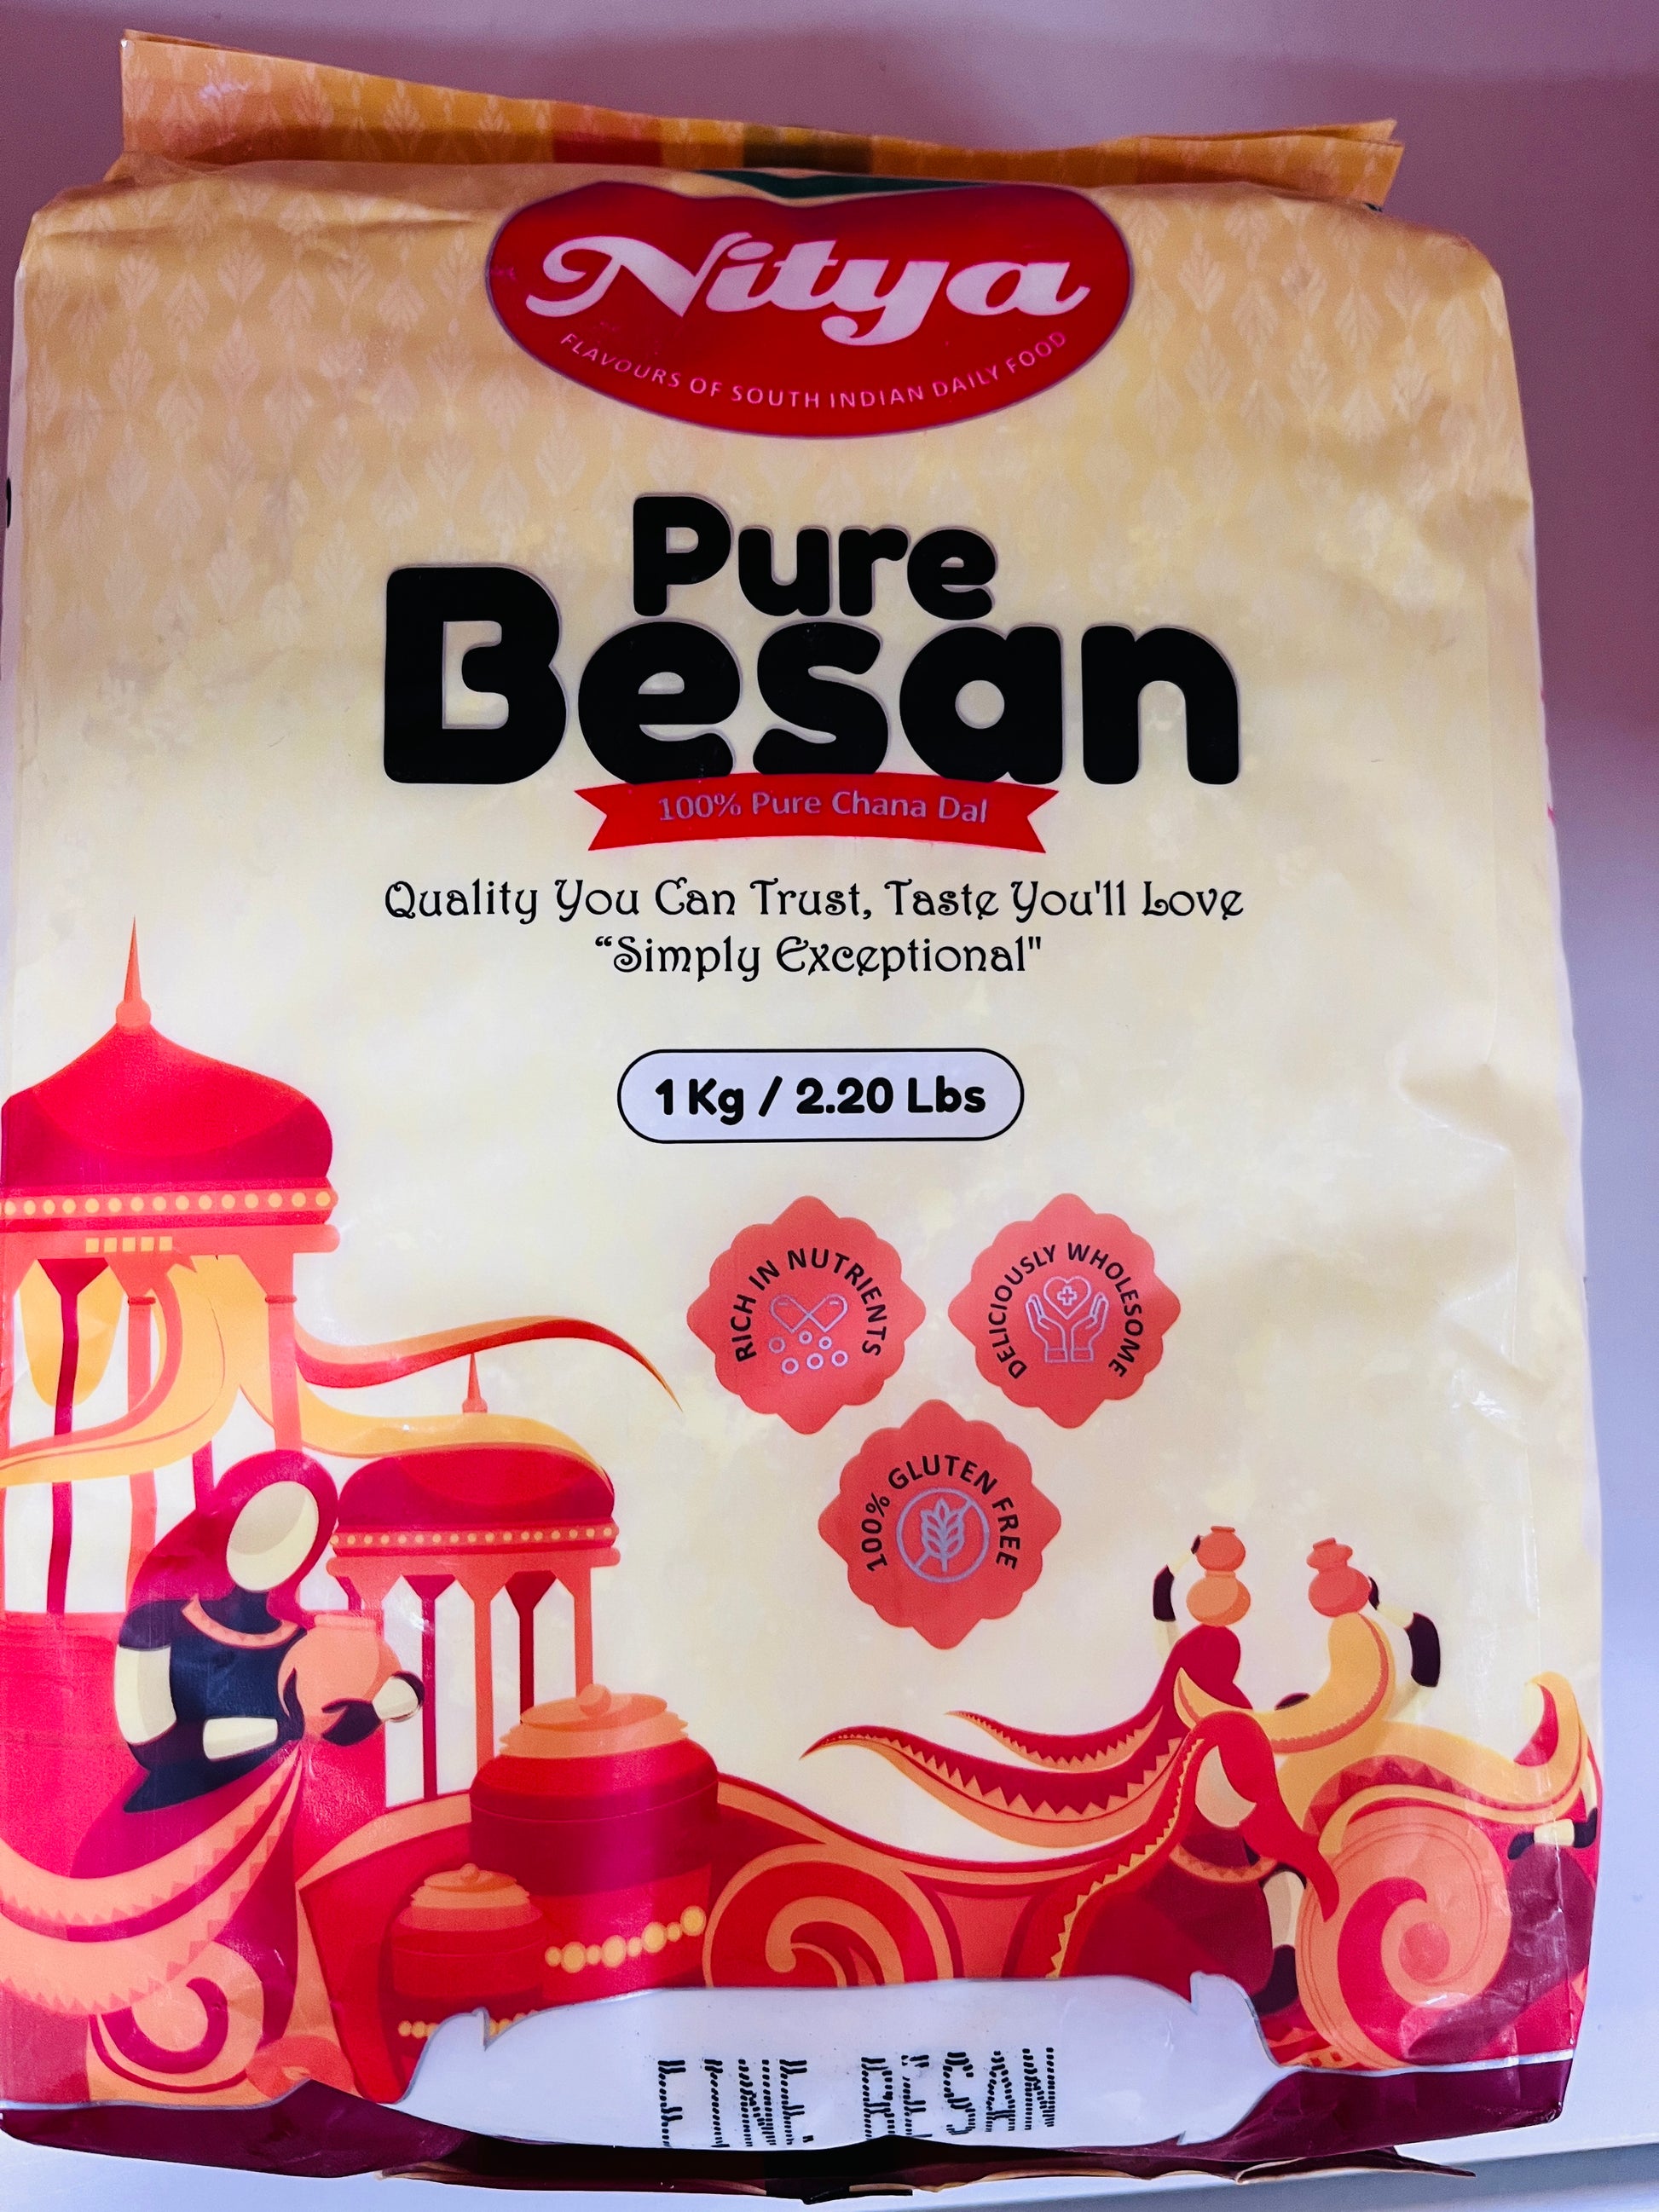 Nitya
FLAVOURS OF SOUTH INDIAN DAILY FOOD
Pure
Besan
100% Pure Chana Dal
Quality You Can Trust, Taste You'll Love
“Simply Exceptional"
1 Kg / 2.20 Lbs
RICH IN NUTRIENTS
DELICIOUSLY WHOLESOME
100% GLUTEN FREE
FINE BESAN